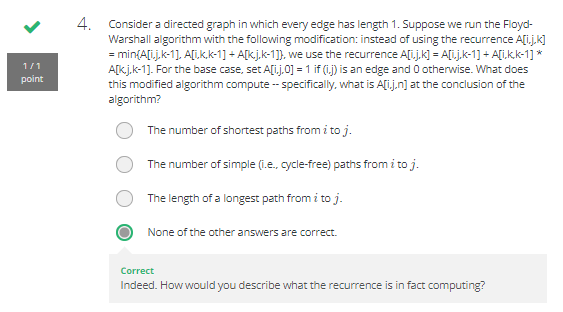 4. Consider a directed graph in which every edge has length 1. Suppose we run the Floyd-
Warshall algorithm with the following modification: instead of using the recurrence A[i,j,k]
= min{A[i,j,k-1], A[i,k,k-1] + A[k,j,k-1]}, we use the recurrence A[i,j,k] = A[i,j,k-1] + A[i,k,k-1] *
A[k,j,k-1]. For the base case, set A[i,j,0] = 1 if (i,j) is an edge and 0 otherwise. What does
this modified algorithm compute -- specifically, what is A[i,j,n] at the conclusion of the
algorithm?
1 / 1
point
The number of shortest paths from i to j.
The number of simple (i.e., cycle-free) paths from i to j.
The length of a longest path from i to j.
None of the other answers are correct.
Correct
Indeed. How would you describe what the recurrence is in fact computing?